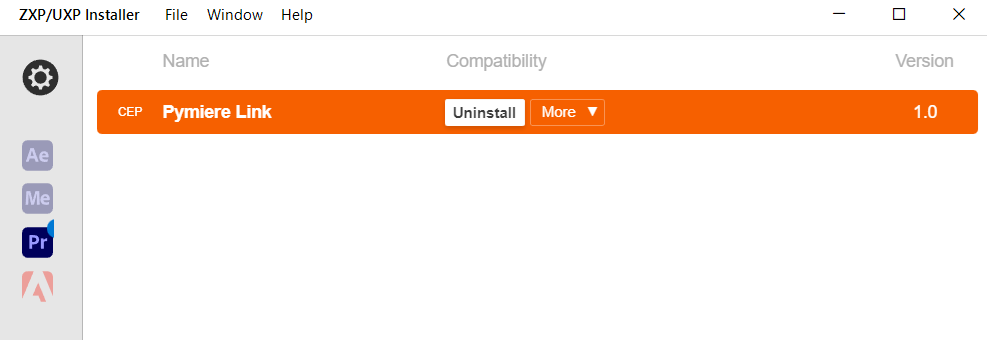 ZXP/UXP Installer File Window Help
Name Compatibility Version
CEP Pymiere Link Uninstall More ▼ 1.0
Ae
Me
Pr